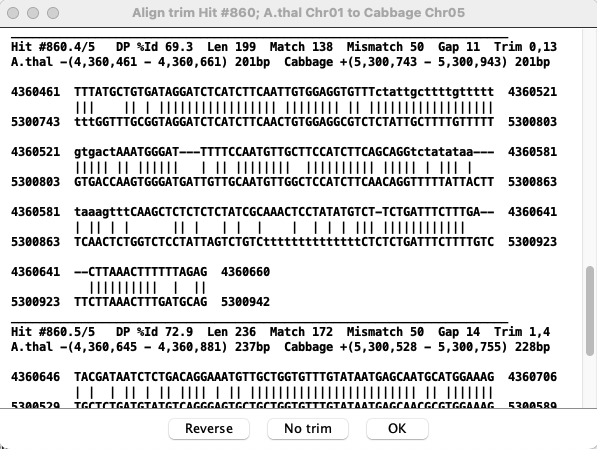 Align trim Hit #860; A.thal Chr01 to Cabbage Chr05
Hit #860.4/5   DP %Id 69.3  Len 199  Match 138  Mismatch 50  Gap 11  Trim 0,13
A.thal −(4,360,461 − 4,360,661) 201bp  Cabbage +(5,300,743 − 5,300,943) 201bp
4360461  TTTATGCTGTGATAGGATCTCATCTTCAATTGTGGAGGTGTTTctattgcttttgttttt  4360521
|||    || | ||||||||||||||||||||| |||||||| || |||||||||||||||||||
5300743  tttGGTTTGCGGTAGGATCTCATCTTCAACTGTGGAGGCGTCTCTATTGCTTTTGTTTTT  5300803
4360521  gtgactAAATGGGAT---TTTTCCAATGTTGCTTCCATCTTCAGCAGGtctatataa---  4360581
||||| || ||||||   | || |||||||| |||||||||| ||||| | ||| |
5300803  GTGACCAAGTGGGATGATTGTTGCAATGTTGGCTCCATCTTCAACAGGTTTTTATTACTT  5300863
4360581  taaagtttCAAGCTCTCTCTCTATCGCAAACTCCTATATGTCT-TCTGATTTCTTTGA--  4360641
| || | |      || |   | |  |    |  | | | ||| |||||||||||||
5300863  TCAACTCTGGTCTCCTATTAGTCTGTCttttttttttttttttCTCTCTGATTTCTTTTGTC  5300923
4360641  --CTTAAACTTTTTTAGAG  4360660
||||||||||  |  ||
5300923  TTCTTAAACTTTGATGCAG  5300942
Hit #860.5/5   DP %Id 72.9  Len 236  Match 172  Mismatch 50  Gap 14  Trim 1,4
A.thal −(4,360,645 − 4,360,881) 237bp  Cabbage +(5,300,528 − 5,300,755) 228bp
4360646  TACGATAATCTCTGACAGGAAATGTTGCTGGTGTTTGTATAATGAGCAATGCATGGAAAG  4360706
| |  | || | || |||| | || ||||||||||||||||||||||||| || |||||||
5300529  TGCTCTGATGTATGTCAGGGAGTGCTGCTGGTGTTTGTATAATGAGCAACGCGTGGAAAG  5300589
Reverse
No trim
OK